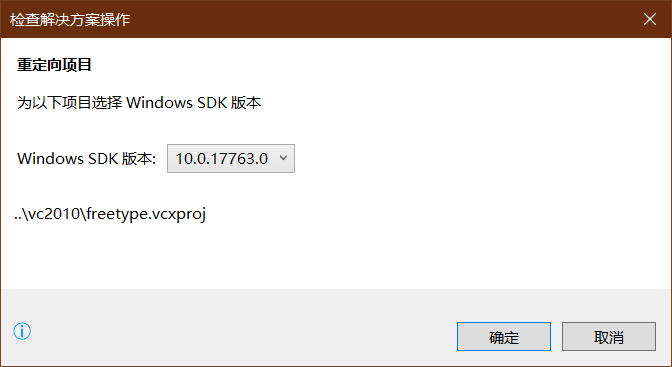 检查解决方案操作
重定向项目
为以下项目选择 Windows SDK 版本
Windows SDK 版本: 10.0.17763.0
..\vc2010\freetype.vcxproj
确定 取消